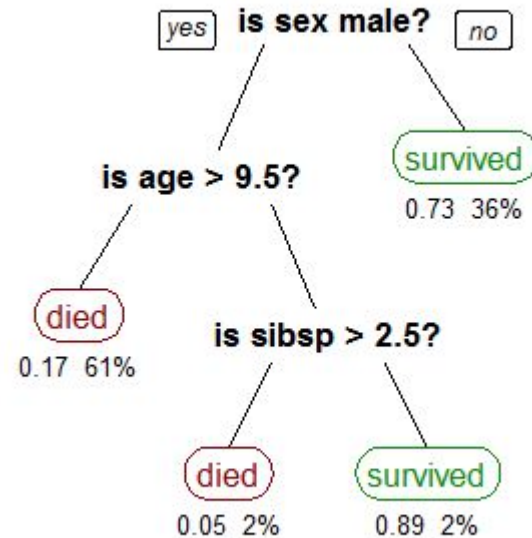 yes is sex male? no
survived
0.73 36%
is age > 9.5?
died
0.17 61%
is sibsp > 2.5?
died survived
0.05 2% 0.89 2%